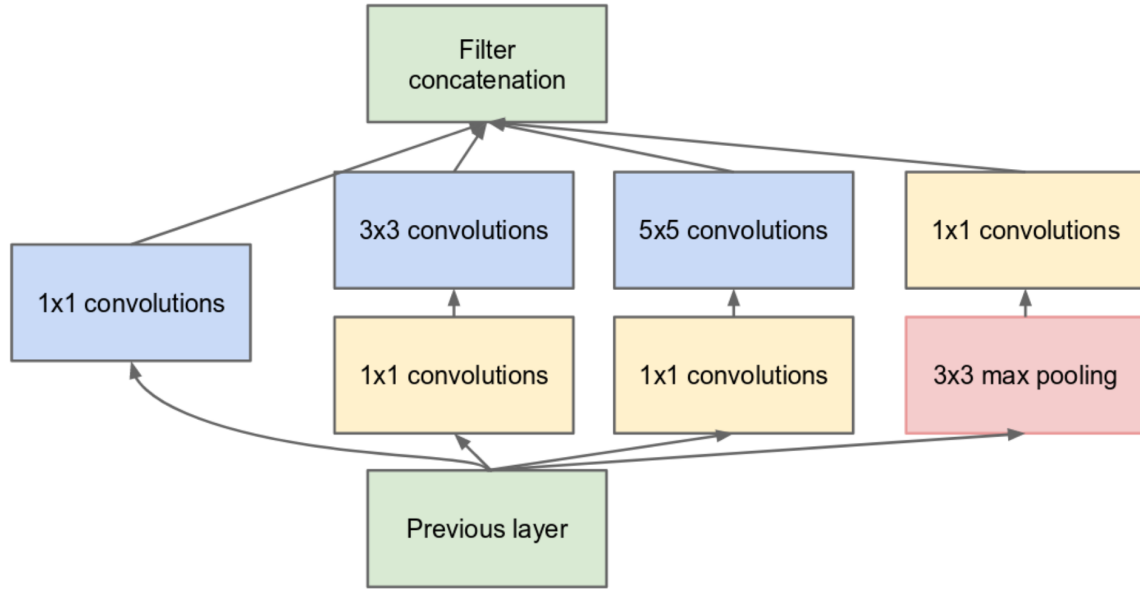 Filter
concatenation
3x3 convolutions
5x5 convolutions
1x1 convolutions
1x1 convolutions
1x1 convolutions
1x1 convolutions
3x3 max pooling
Previous layer